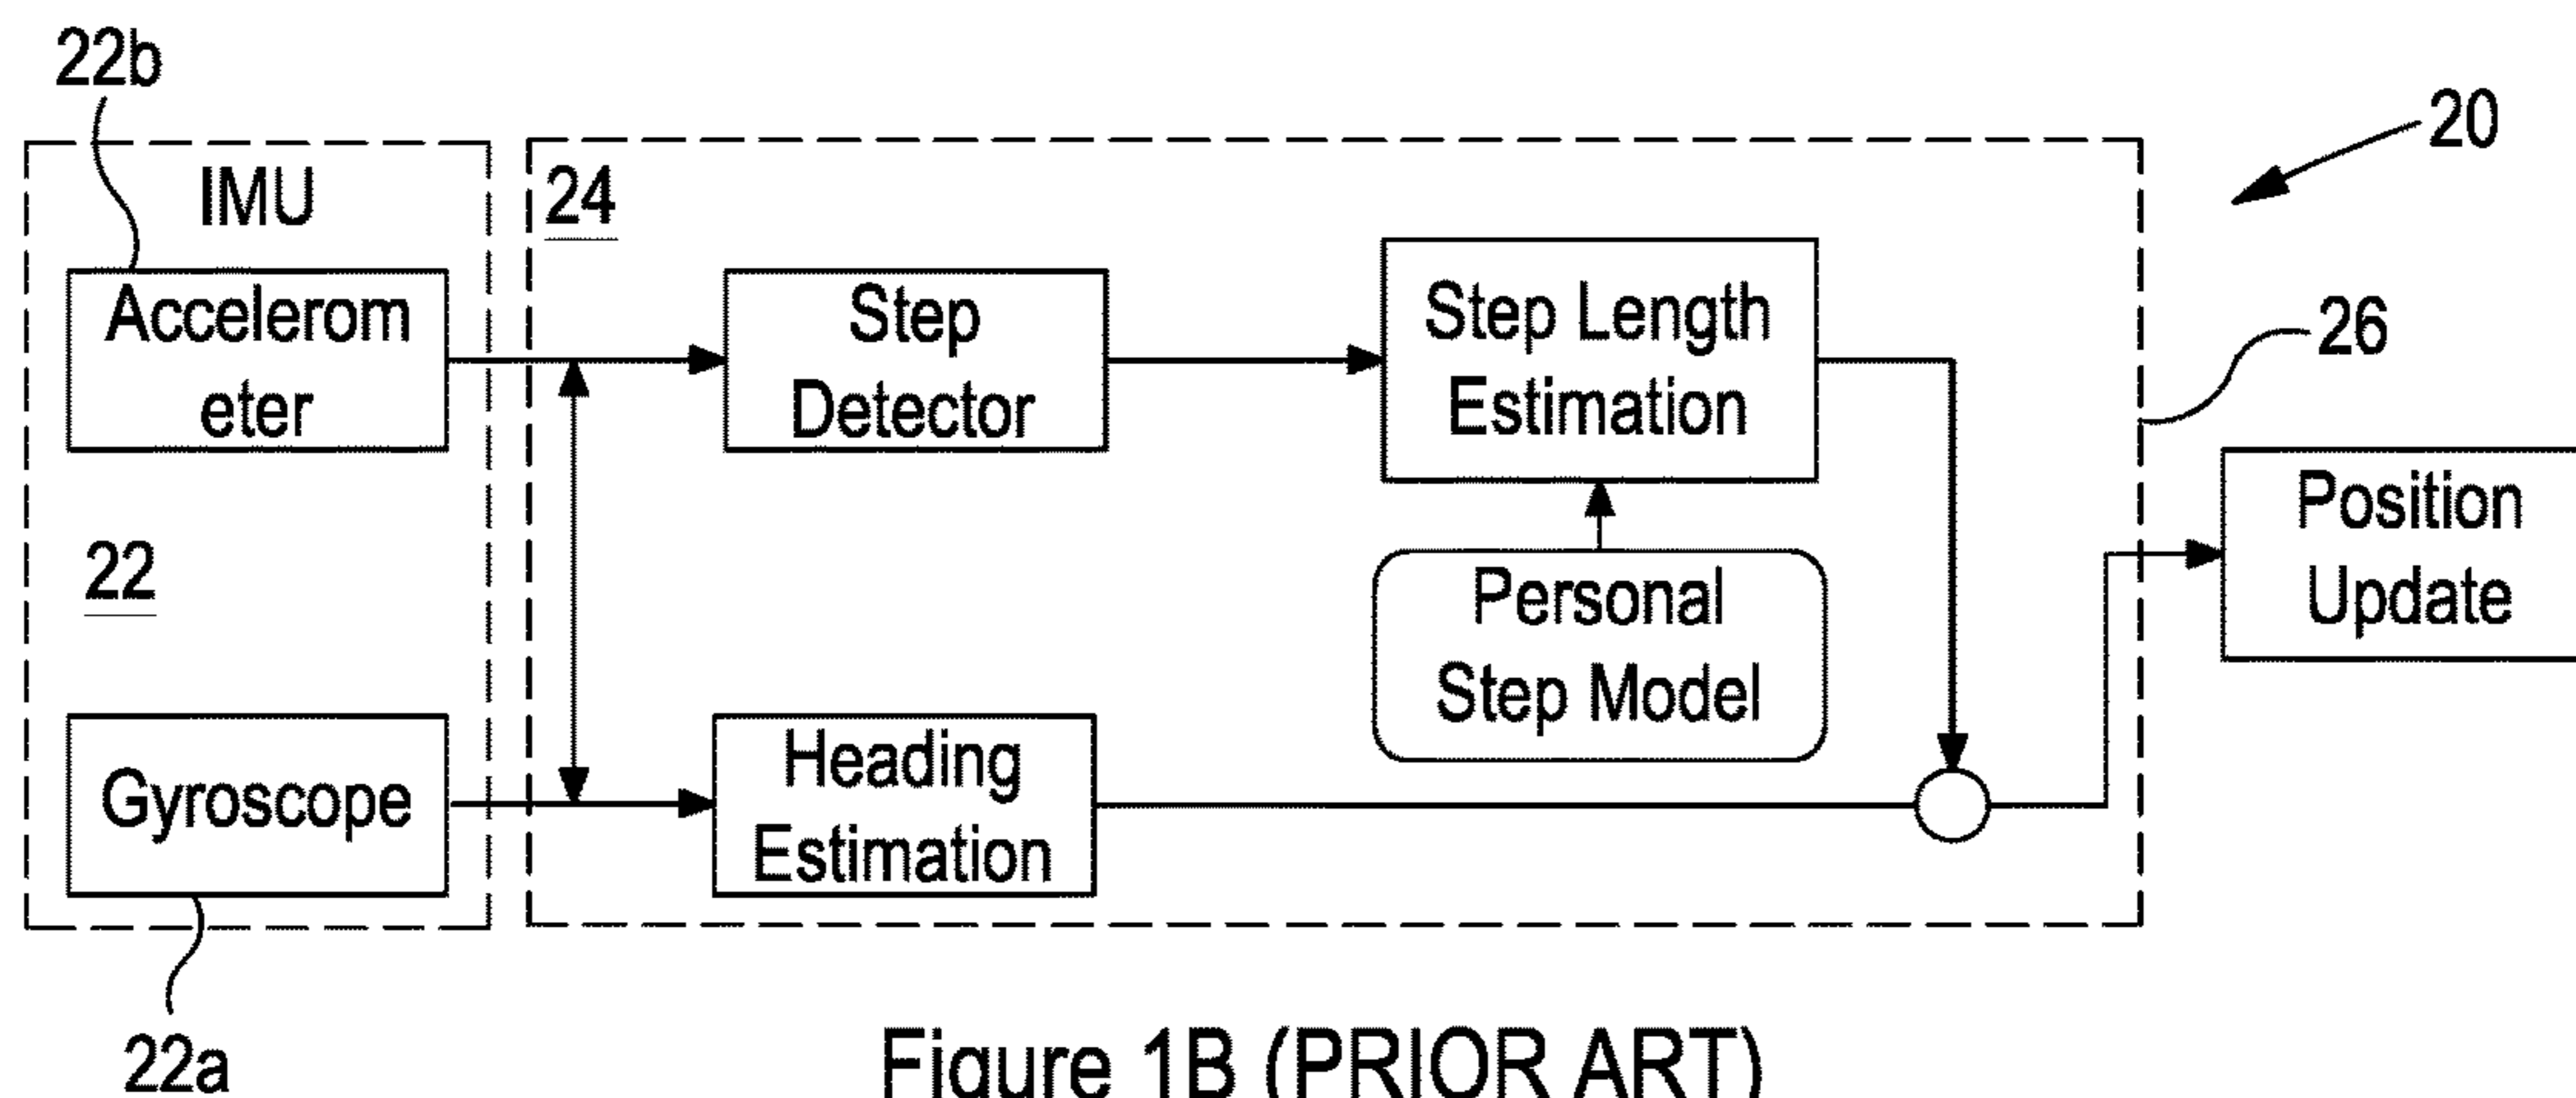 22b
20
IMU
24
Accelerom
eter
Step
Detector
Step Length
Estimation
26
22
Personal
Step Model
Position
Update
Gyroscope
Heading
Estimation
22a
Figure 1B (PRIOR ART)